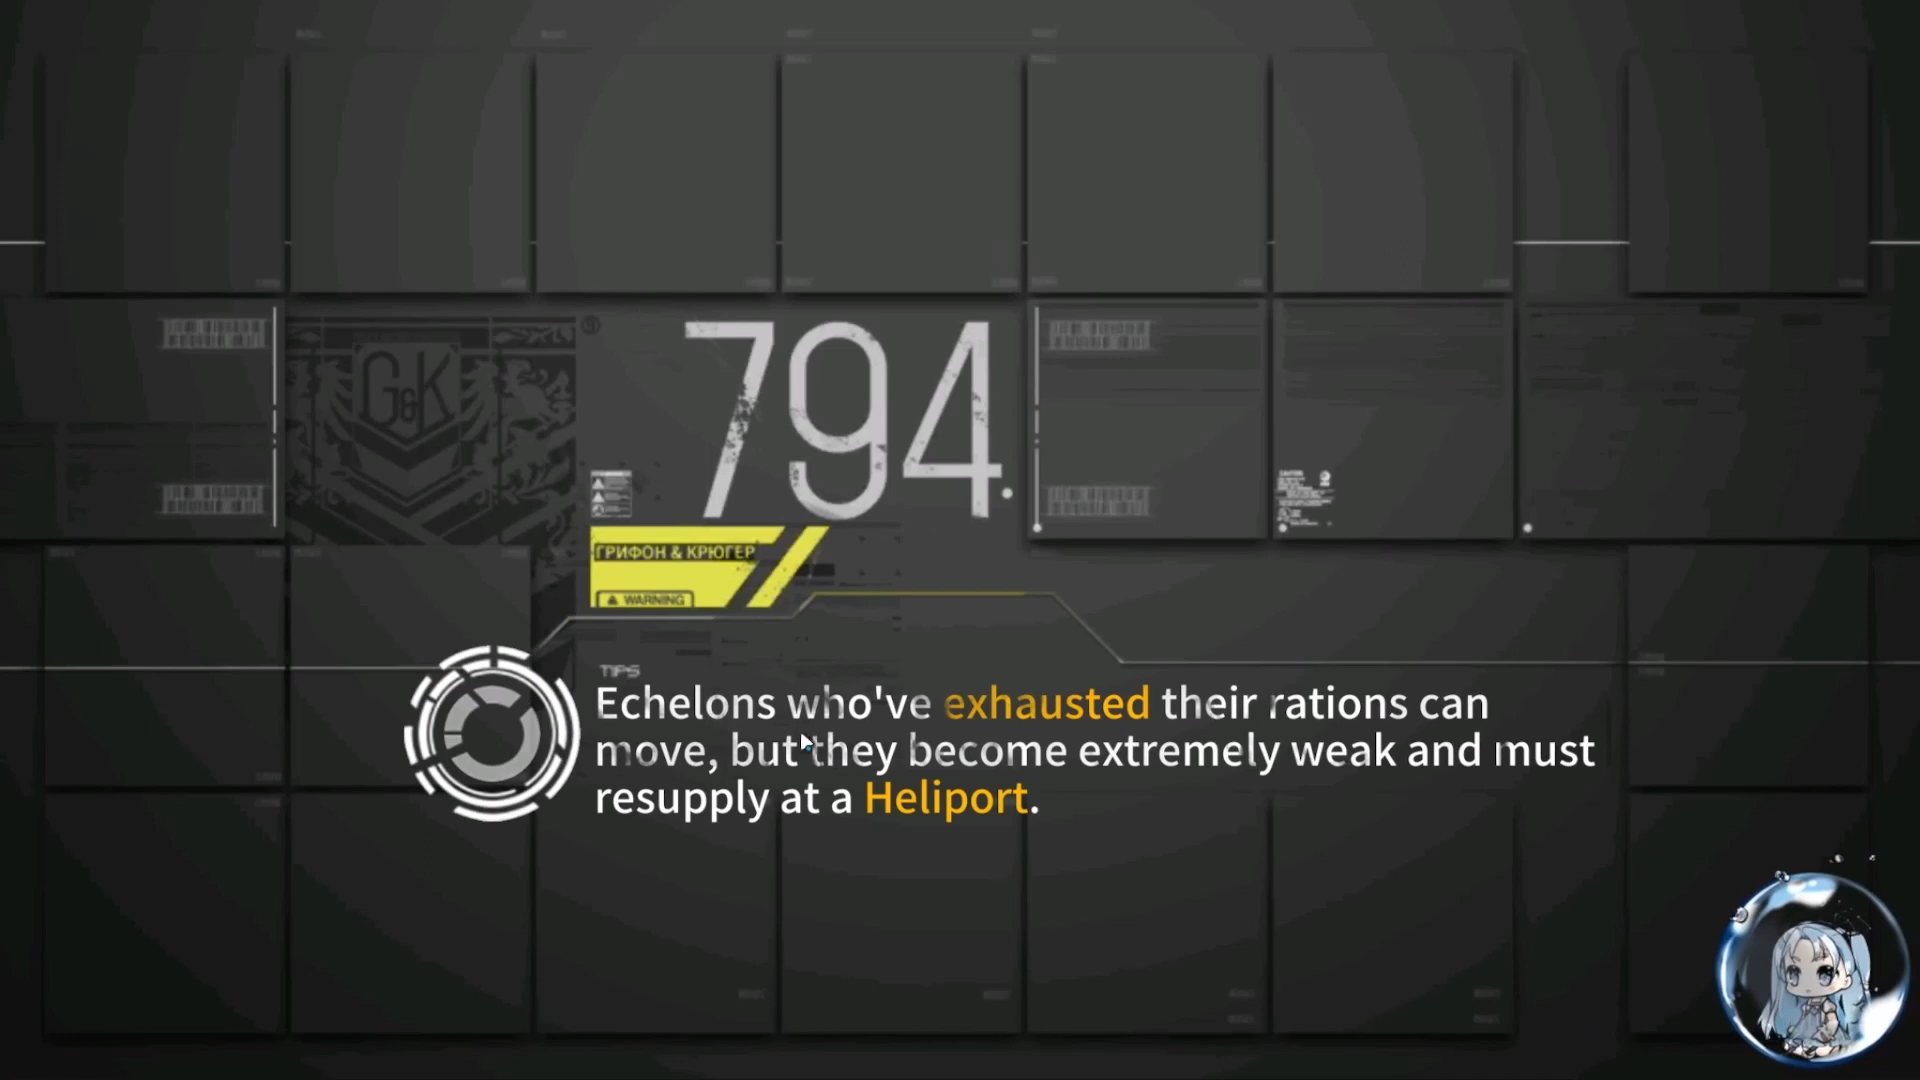 G&K
794.
ГРИФОН & КРЮГЕР
WARNING
TIPS
Echelons who've exhausted their rations can
move, but they become extremely weak and must
resupply at a Heliport.